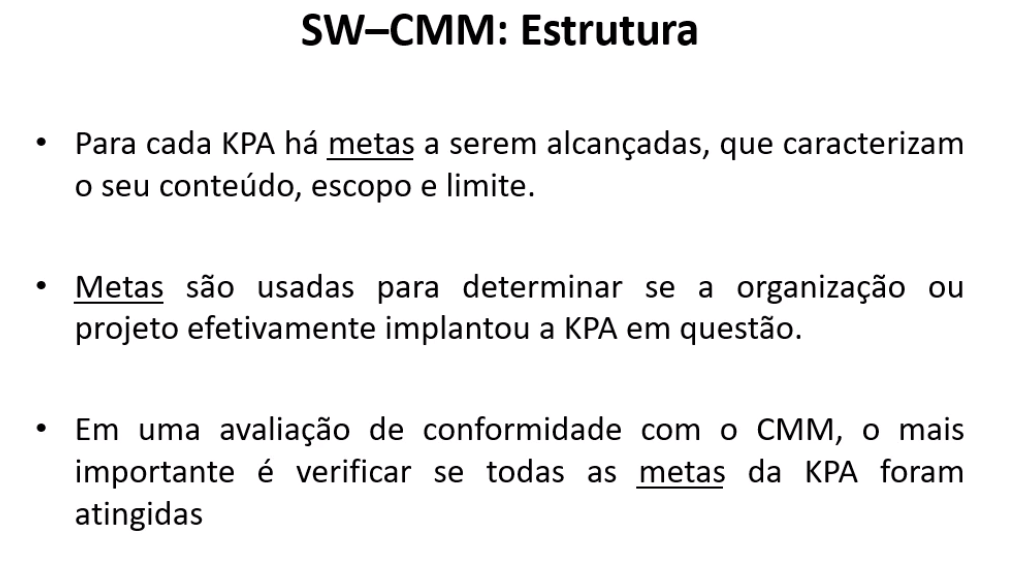 SW–CMM: Estrutura
• Para cada KPA há metas a serem alcançadas, que caracterizam
o seu conteúdo, escopo e limite.
• Metas são usadas para determinar se a organização ou
projeto efetivamente implantou a KPA em questão.
• Em uma avaliação de conformidade com o CMM, o mais
importante é verificar se todas as metas da KPA foram
atingidas